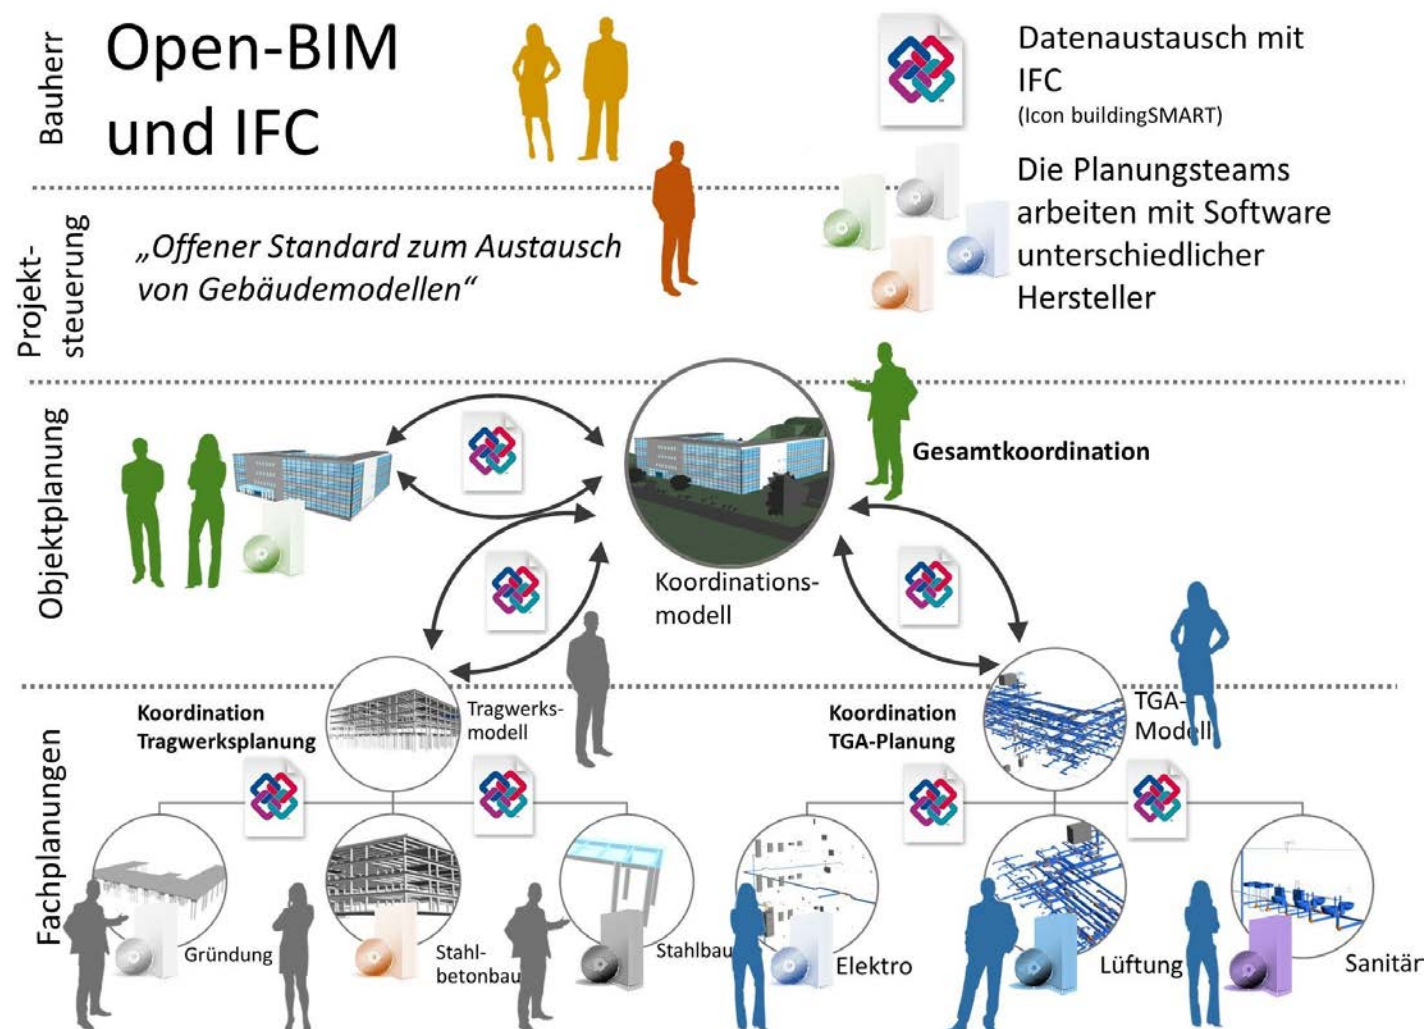 Bauherr
Open-BIM
und IFC
Datenaustausch mit
IFC
(Icon buildingSMART)
Die Planungsteams
arbeiten mit Software
unterschiedlicher
Hersteller
Projekt-
steuerung
„Offener Standard zum Austausch
von Gebäudemodellen“
Objektplanung
Gesamtkoordination
Koordinations-
modell
Fachplanungen
Koordination
Tragwerksplanung
Tragwerks-
modell
Koordination
TGA-Planung
TGA-
Modell
Gründung
Stahl-
betonbau
Stahlbau
Elektro
Lüftung
Sanitär